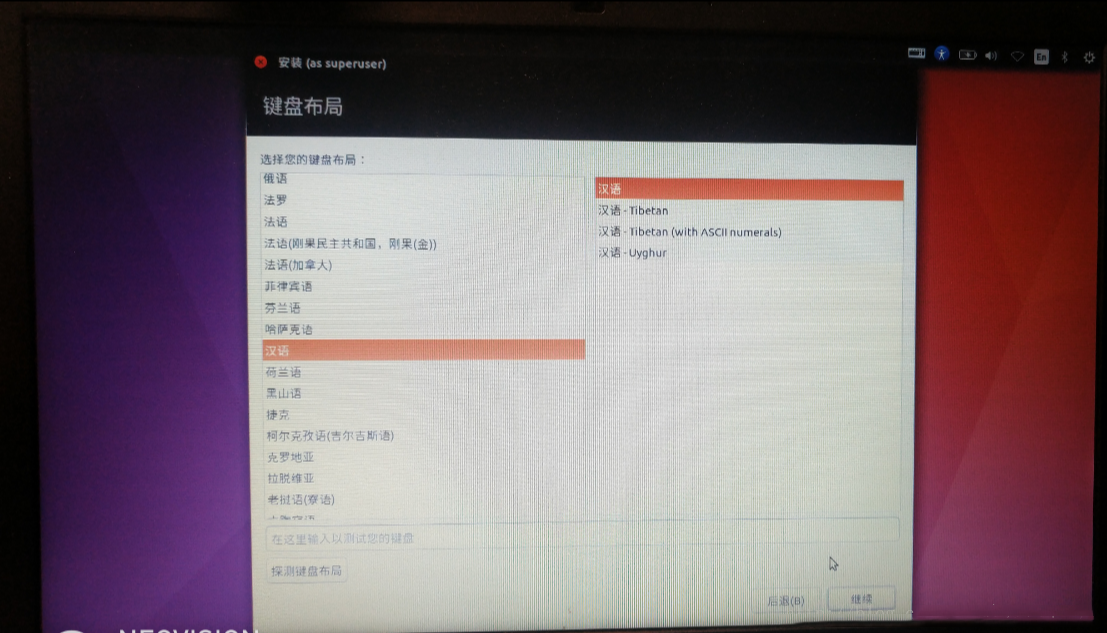 安装 (as superuser)
En
键盘布局
选择您的键盘布局：
俄语
法罗
法语
法语(刚果民主共和国，刚果(金))
法语(加拿大)
菲律宾语
芬兰语
哈萨克语
汉语
荷兰语
黑山语
捷克
柯尔克孜语(吉尔吉斯语)
克罗地亚
拉脱维亚
老挝语(寮语)
汉语
汉语 - Tibetan
汉语 - Tibetan (with ASCII numerals)
汉语 - Uyghur
在这里输入以测试您的键盘
探测键盘布局
后退(B)
继续
NEOVISION